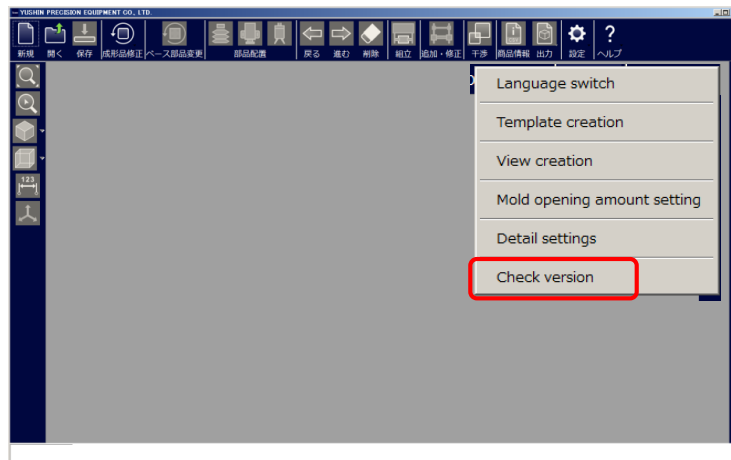 YUSHIN PRECISION EQUIPMENT CO., LTD.
新規 開く 保存 成形品修正 ベース部品変更 部品配置 戻る 進む 削除 組立 追加・修正 干渉 商品情報 出力 設定 ヘルプ
?
123
Language switch
Template creation
View creation
Mold opening amount setting
Detail settings
Check version